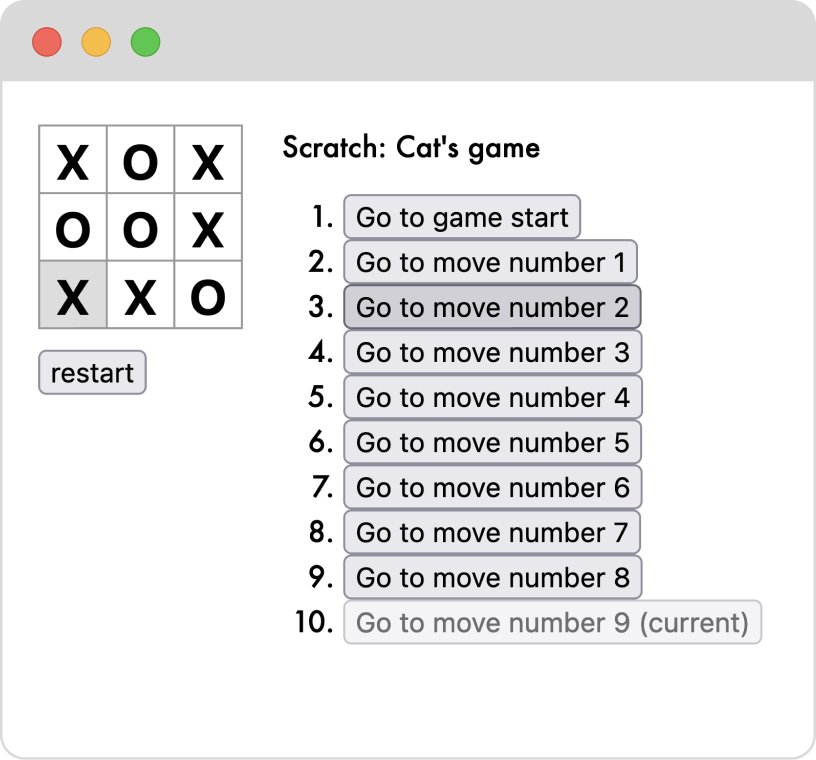 X O X
O O X
X X O
restart
Scratch: Cat's game
1. Go to game start
2. Go to move number 1
3. Go to move number 2
4. Go to move number 3
5. Go to move number 4
6. Go to move number 5
7. Go to move number 6
8. Go to move number 7
9. Go to move number 8
10. Go to move number 9 (current)